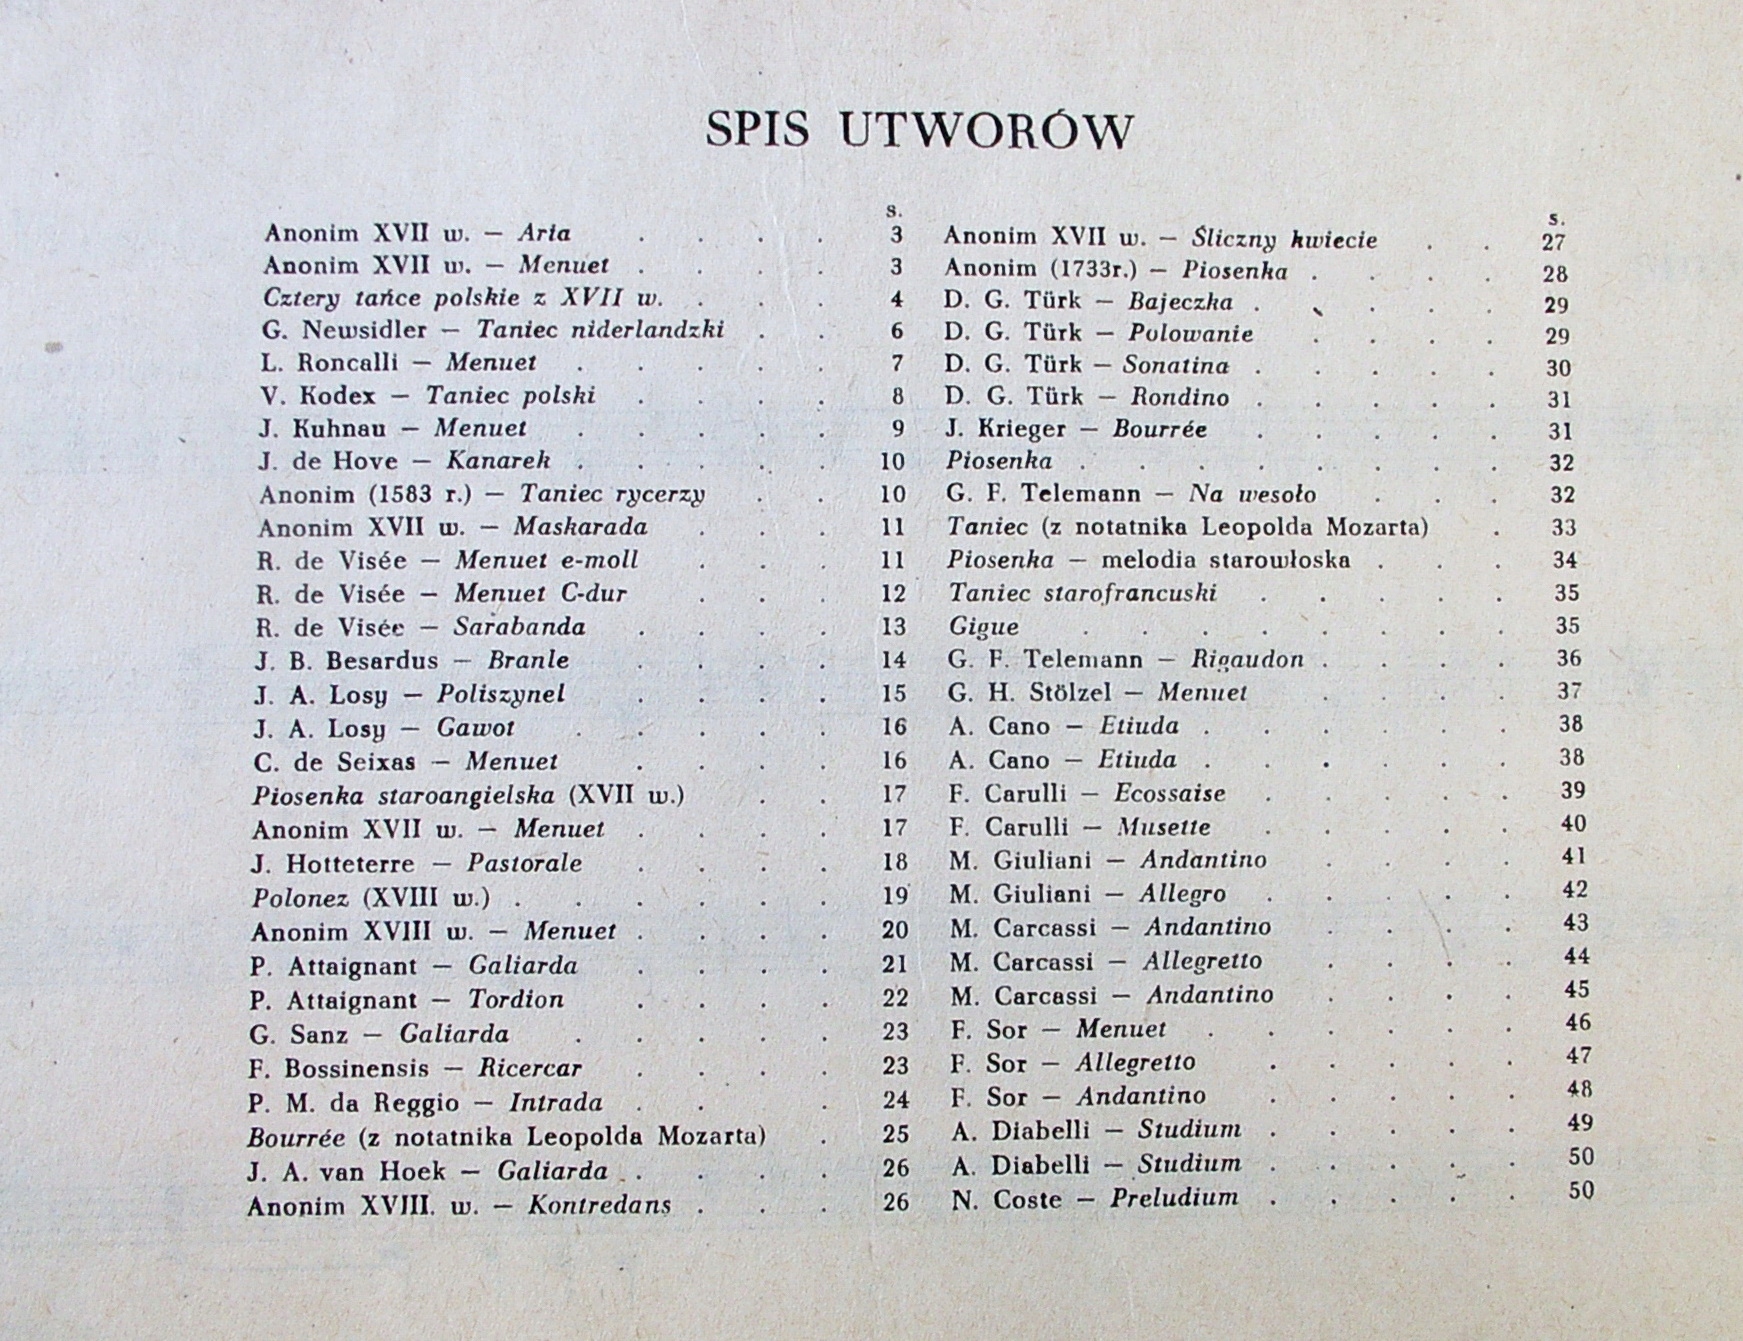 SPIS UTWORÓW
s.
Anonim XVII w. — Aria . . . . 3
Anonim XVII w. — Menuet . . . . 3
Cztery tańce polskie z XVII w. . . . 4
G. Newsidler — Taniec niderlandzki . . 6
L. Roncalli — Menuet . . . . . 7
V. Kodex — Taniec polski . . . . 8
J. Kuhnau — Menuet . . . . . 9
J. de Hove — Kanarek . . . . . 10
Anonim (1583 r.) — Taniec rycerzy . . 10
Anonim XVII w. — Maskarada . . . 11
R. de Visée — Menuet e-moll . . . 11
R. de Visée — Menuet C-dur . . . 12
R. de Visée — Sarabanda . . . . 13
J. B. Besardus — Branle . . . . 14
J. A. Losy — Poliszynel . . . . 15
J. A. Losy — Gawot . . . . . 16
C. de Seixas — Menuet . . . . 16
Piosenka staroangielska (XVII w.) . . 17
Anonim XVII w. — Menuet . . . . 17
J. Hotteterre — Pastorale . . . . 18
Polonez (XVIII w.) . . . . . . 19
Anonim XVIII w. — Menuet . . . . 20
P. Attaignant — Galiarda . . . . 21
P. Attaignant — Tordion . . . . 22
G. Sanz — Galiarda . . . . . 23
F. Bossinensis — Ricercar . . . . 23
P. M. da Reggio — Intrada . . . 24
Bourrée (z notatnika Leopolda Mozarta) . 25
J. A. van Hoek — Galiarda . . . . 26
Anonim XVIII. w. — Kontredans . . . 26
s.
Anonim XVII w. — Śliczny kwiecie . . 27
Anonim (1733r.) — Piosenka . . . . 28
D. G. Türk — Bajeczka . . . . . 29
D. G. Türk — Polowanie . . . . 29
D. G. Türk — Sonatina . . . . . 30
D. G. Türk — Rondino . . . . . 31
J. Krieger — Bourrée . . . . . 31
Piosenka . . . . . . . . 32
G. F. Telemann — Na wesoło . . . 32
Taniec (z notatnika Leopolda Mozarta) . 33
Piosenka — melodia starowłoska . . . 34
Taniec starofrancuski . . . . . 35
Gigue . . . . . . . . 35
G. F. Telemann — Rigaudon . . . . 36
G. H. Stölzel — Menuet . . . . 37
A. Cano — Etiuda . . . . . . 38
A. Cano — Etiuda . . . . . . 38
F. Carulli — Ecossaise . . . . . 39
F. Carulli — Musette . . . . . 40
M. Giuliani — Andantino . . . . 41
M. Giuliani — Allegro . . . . . 42
M. Carcassi — Andantino . . . . 43
M. Carcassi — Allegretto . . . . 44
M. Carcassi — Andantino . . . . 45
F. Sor — Menuet . . . . . . 46
F. Sor — Allegretto . . . . . 47
F. Sor — Andantino . . . . . 48
A. Diabelli — Studium . . . . . 49
A. Diabelli — Studium . . . . . 50
N. Coste — Preludium . . . . . 50